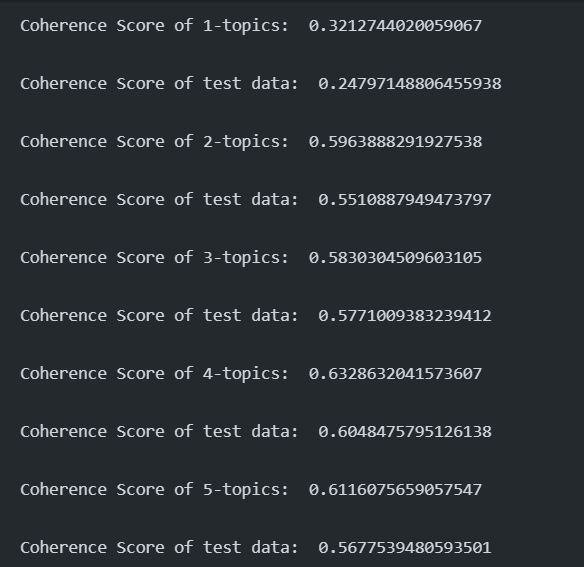 Coherence Score of 1-topics:  0.3212744020059067
Coherence Score of test data:  0.24797148806455938
Coherence Score of 2-topics:  0.5963888291927538
Coherence Score of test data:  0.5510887949473797
Coherence Score of 3-topics:  0.5830304509603105
Coherence Score of test data:  0.5771009383239412
Coherence Score of 4-topics:  0.6328632041573607
Coherence Score of test data:  0.6048475795126138
Coherence Score of 5-topics:  0.6116075659057547
Coherence Score of test data:  0.5677539480593501